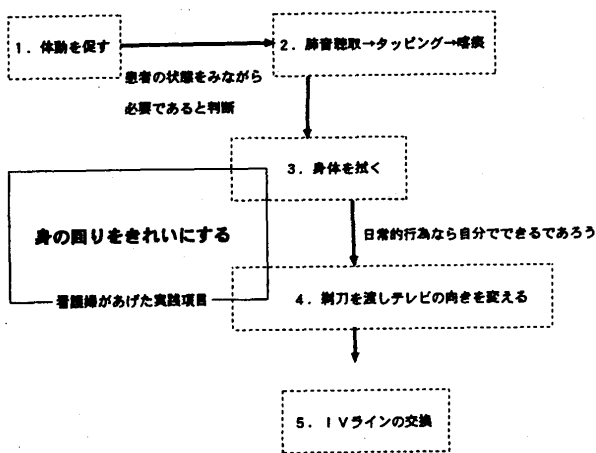 1．体動を促す
2．肺音聴取→タッピング→喀痰
患者の状態をみながら
必要であると判断
3．身体を拭く
身の回りをきれいにする
日常的行為なら自分でできるであろう
看護婦があげた実践項目
4．剃刀を渡しテレビの向きを変える
5．ＩＶラインの交換